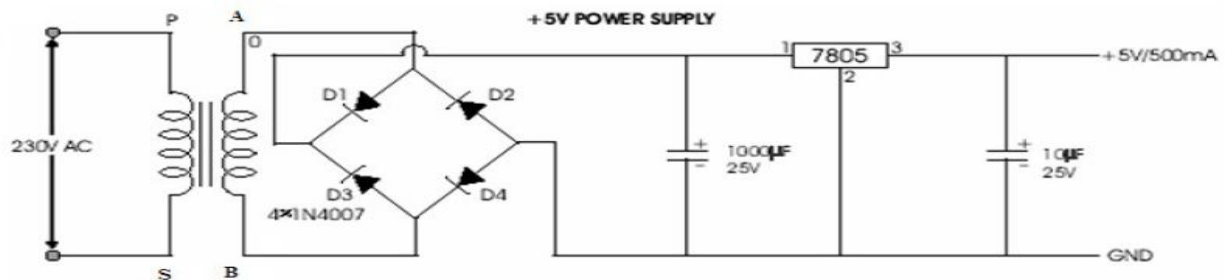 +5V POWER SUPPLY
P
A
0
1
7805
3
+5V/500mA
2
D1
D2
230V AC
+
1000µF
-
25V
+
10µF
-
25V
D3
D4
4×1N4007
GND
S
B